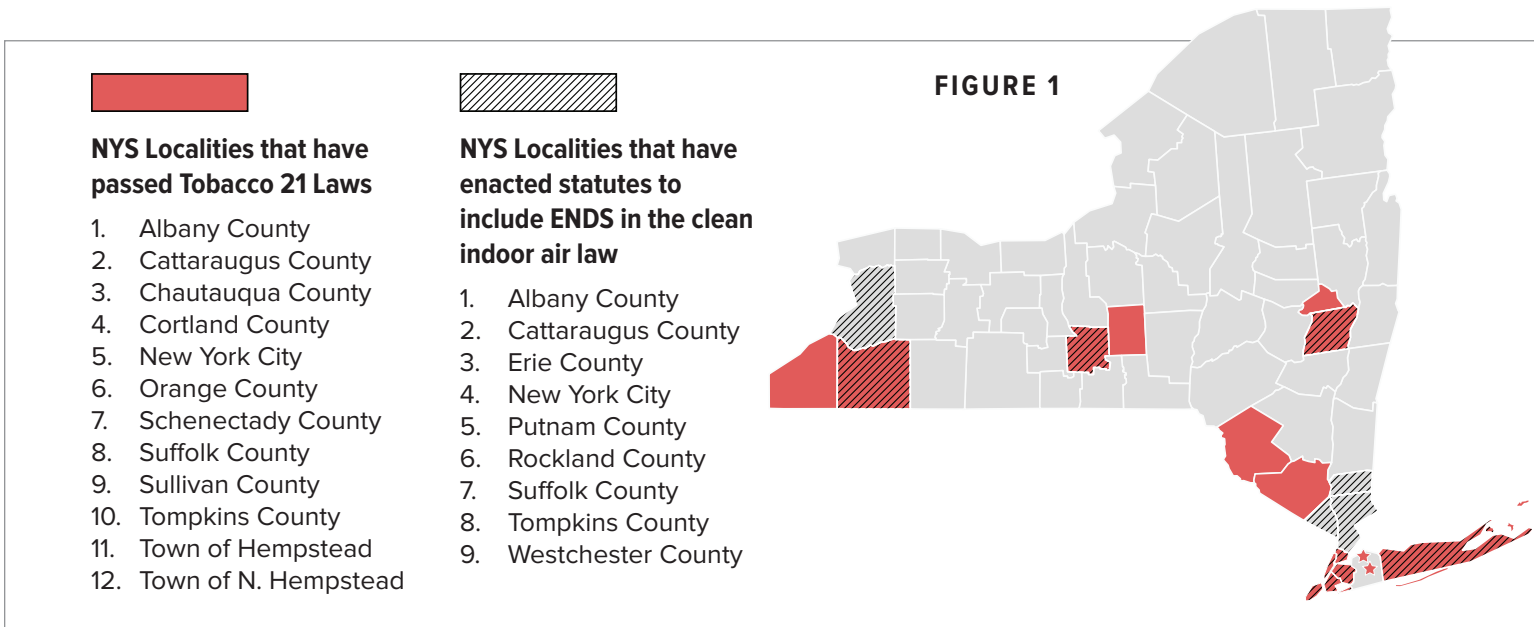 FIGURE 1
NYS Localities that have
passed Tobacco 21 Laws
1. Albany County
2. Cattaraugus County
3. Chautauqua County
4. Cortland County
5. New York City
6. Orange County
7. Schenectady County
8. Suffolk County
9. Sullivan County
10. Tompkins County
11. Town of Hempstead
12. Town of N. Hempstead
NYS Localities that have
enacted statutes to
include ENDS in the clean
indoor air law
1. Albany County
2. Cattaraugus County
3. Erie County
4. New York City
5. Putnam County
6. Rockland County
7. Suffolk County
8. Tompkins County
9. Westchester County